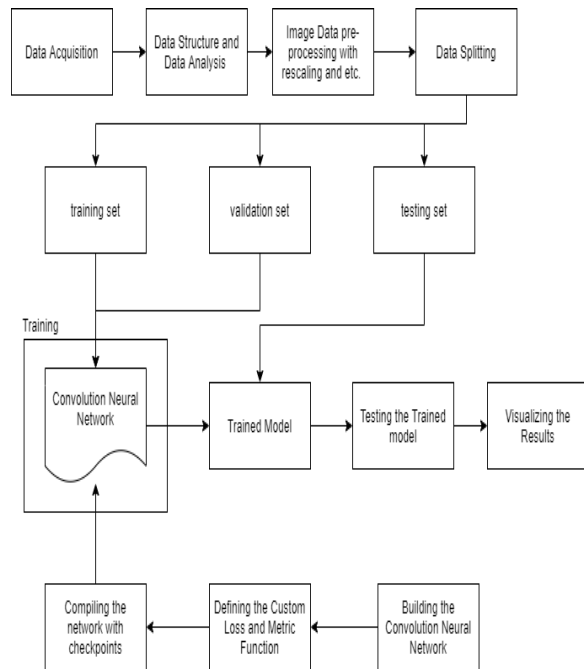 Data Acquisition
Data Structure and
Data Analysis
Image Data pre-
processing with
rescaling and etc.
Data Splitting
training set
validation set
testing set
Training
Convolution Neural
Network
Trained Model
Testing the Trained
model
Visualizing the
Results
Compiling the
network with
checkpoints
Defining the Custom
Loss and Metric
Function
Building the
Convolution Neural
Network